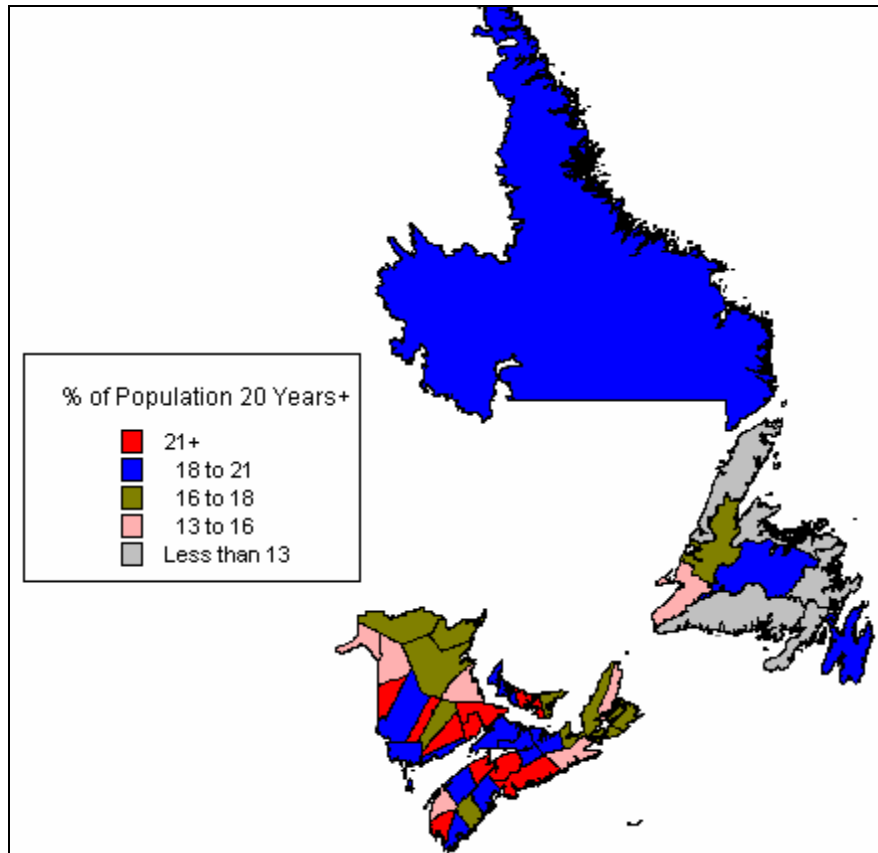 % of Population 20 Years+
21+
18 to 21
16 to 18
13 to 16
Less than 13